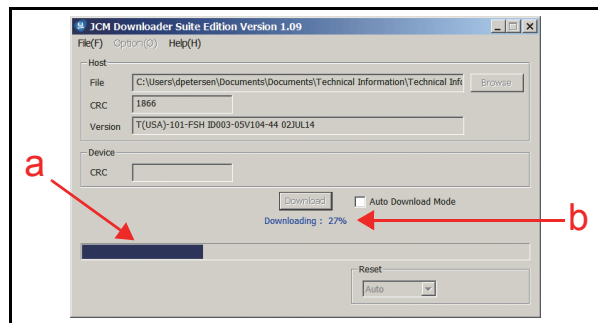 JCM Downloader Suite Edition Version 1.09
File(F) Option(O) Help(H)
Host
File C:\Users\dpetersen\Documents\Documents\Technical Information\Technical Info Browse
CRC 1866
Version T(USA)-101-FSH ID003-05V104-44 02JUL14
Device
CRC
a
Download Auto Download Mode
Downloading : 27%
b
Reset
Auto